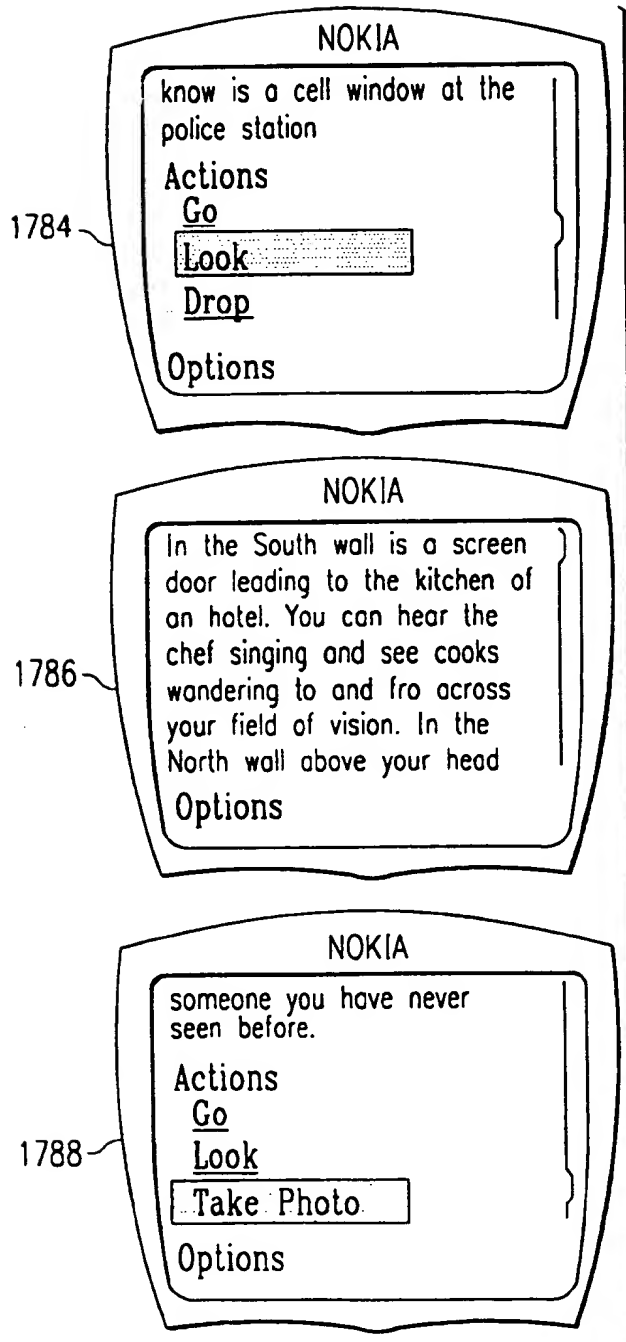 NOKIA
know is a cell window at the
police station
Actions
Go
1784
Look
Drop
Options
NOKIA
In the South wall is a screen
door leading to the kitchen of
an hotel. You can hear the
chef singing and see cooks
1786
wandering to and fro across
your field of vision. In the
North wall above your head
Options
NOKIA
someone you have never
seen before.
Actions
Go
1788
Look
Take Photo
Options